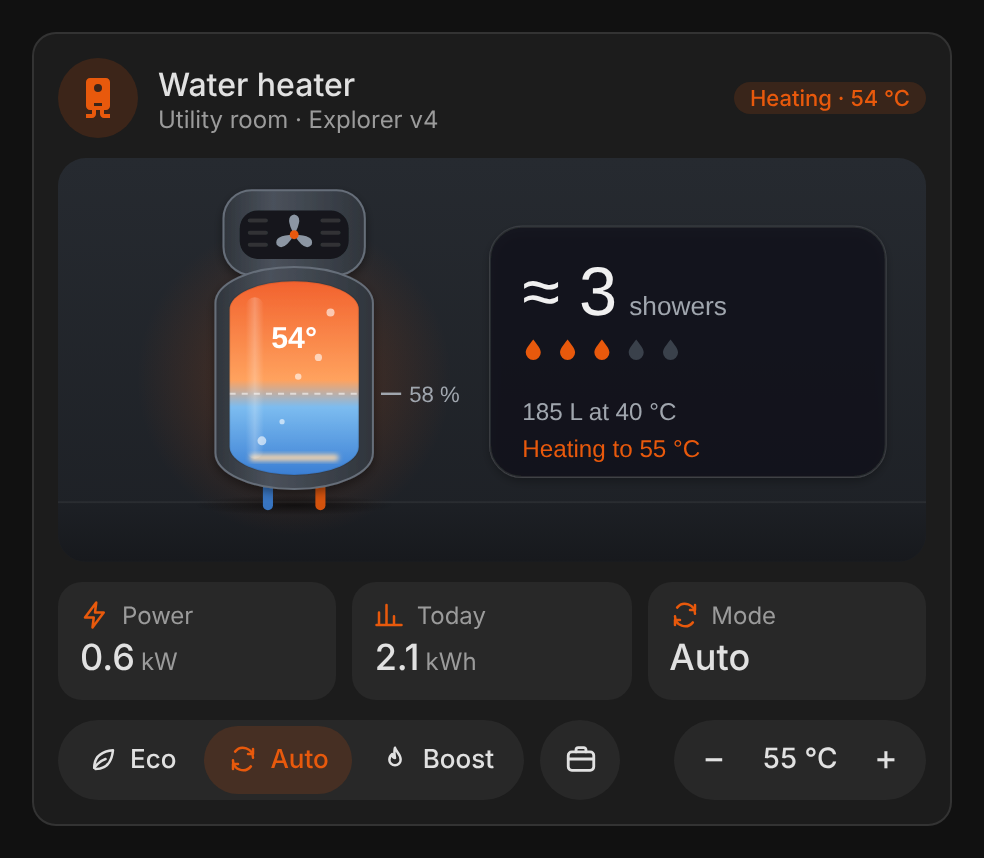 Water heater
Utility room · Explorer v4
Heating · 54 °C
54°
58 %
≈ 3 showers
185 L at 40 °C
Heating to 55 °C
Power
0.6 kW
Today
2.1 kWh
Mode
Auto
Eco
Auto
Boost
− 55 °C +